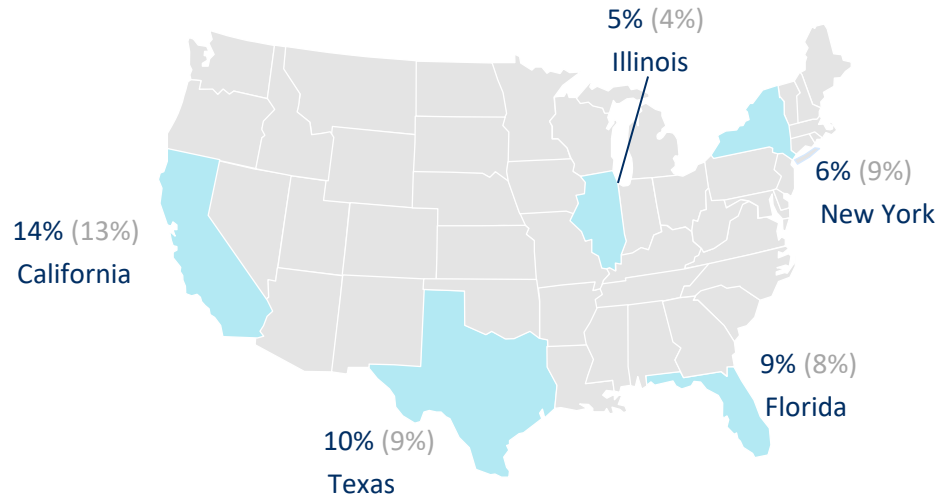 5% (4%)
Illinois
6% (9%)
New York
14% (13%)
California
9% (8%)
Florida
10% (9%)
Texas